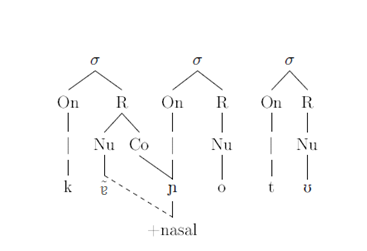 σ σ σ
On R On R On R
Nu Co Nu Nu
k ɐ̃ ɲ o t ʊ
+nasal